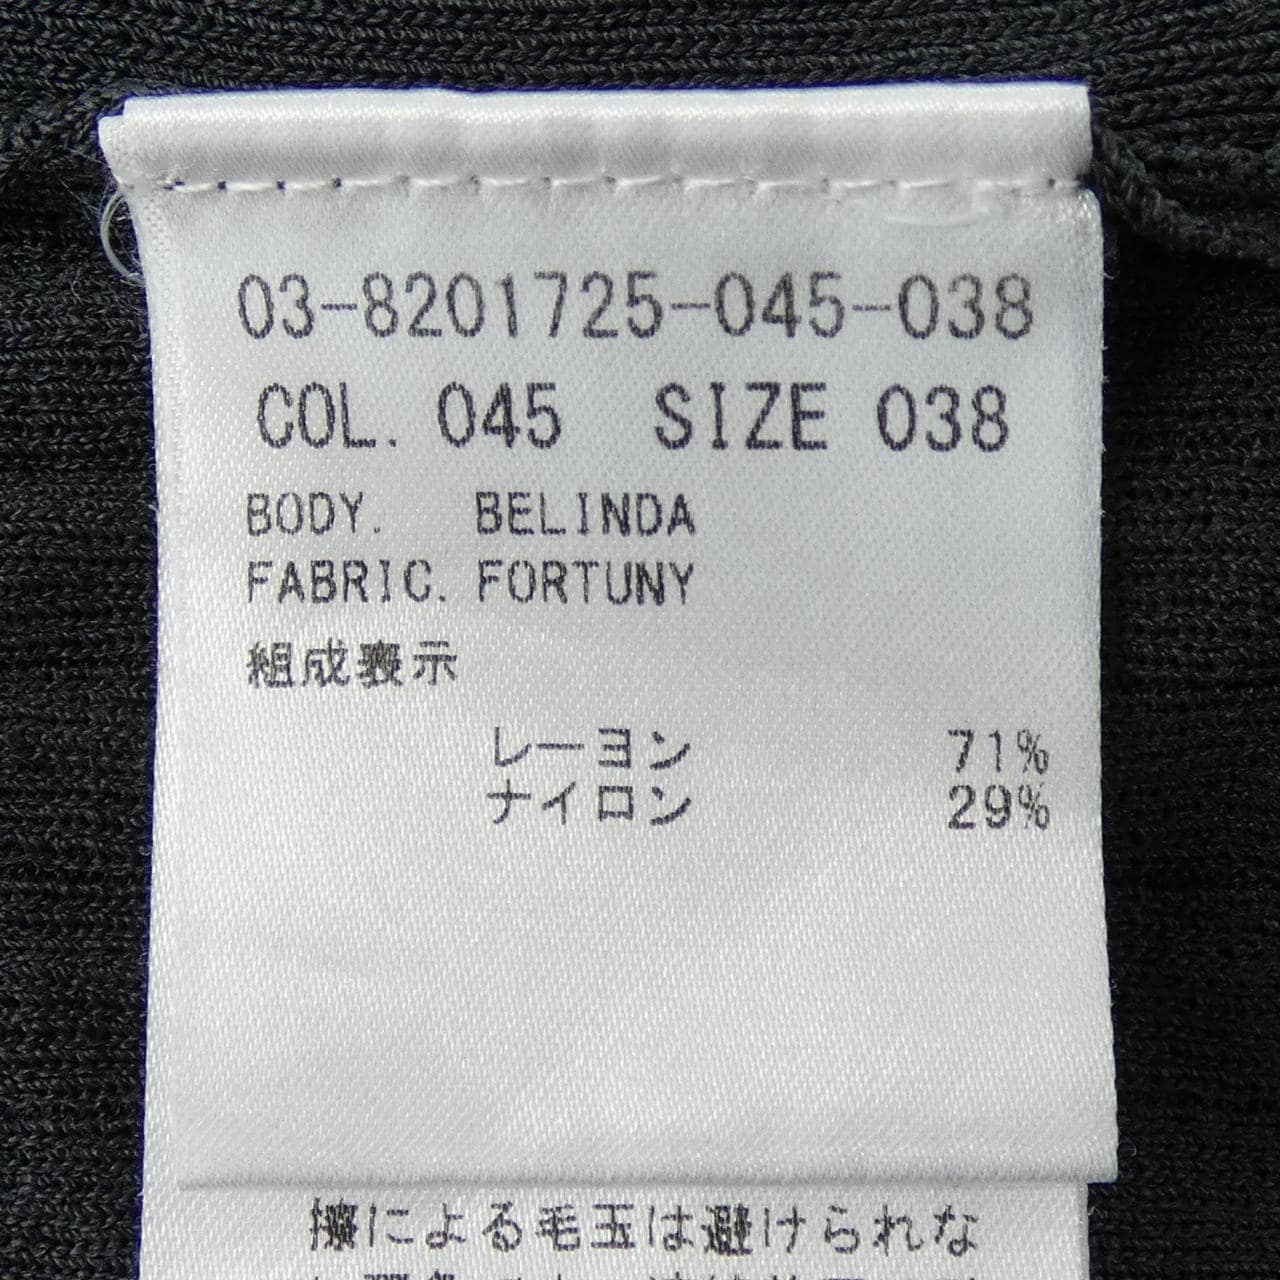 03-8201725-045-038
COL. 045 SIZE 038
BODY. BELINDA
FABRIC. FORTUNY
組成表示
レーヨン 71%
ナイロン 29%
擦による毛玉は避けられな